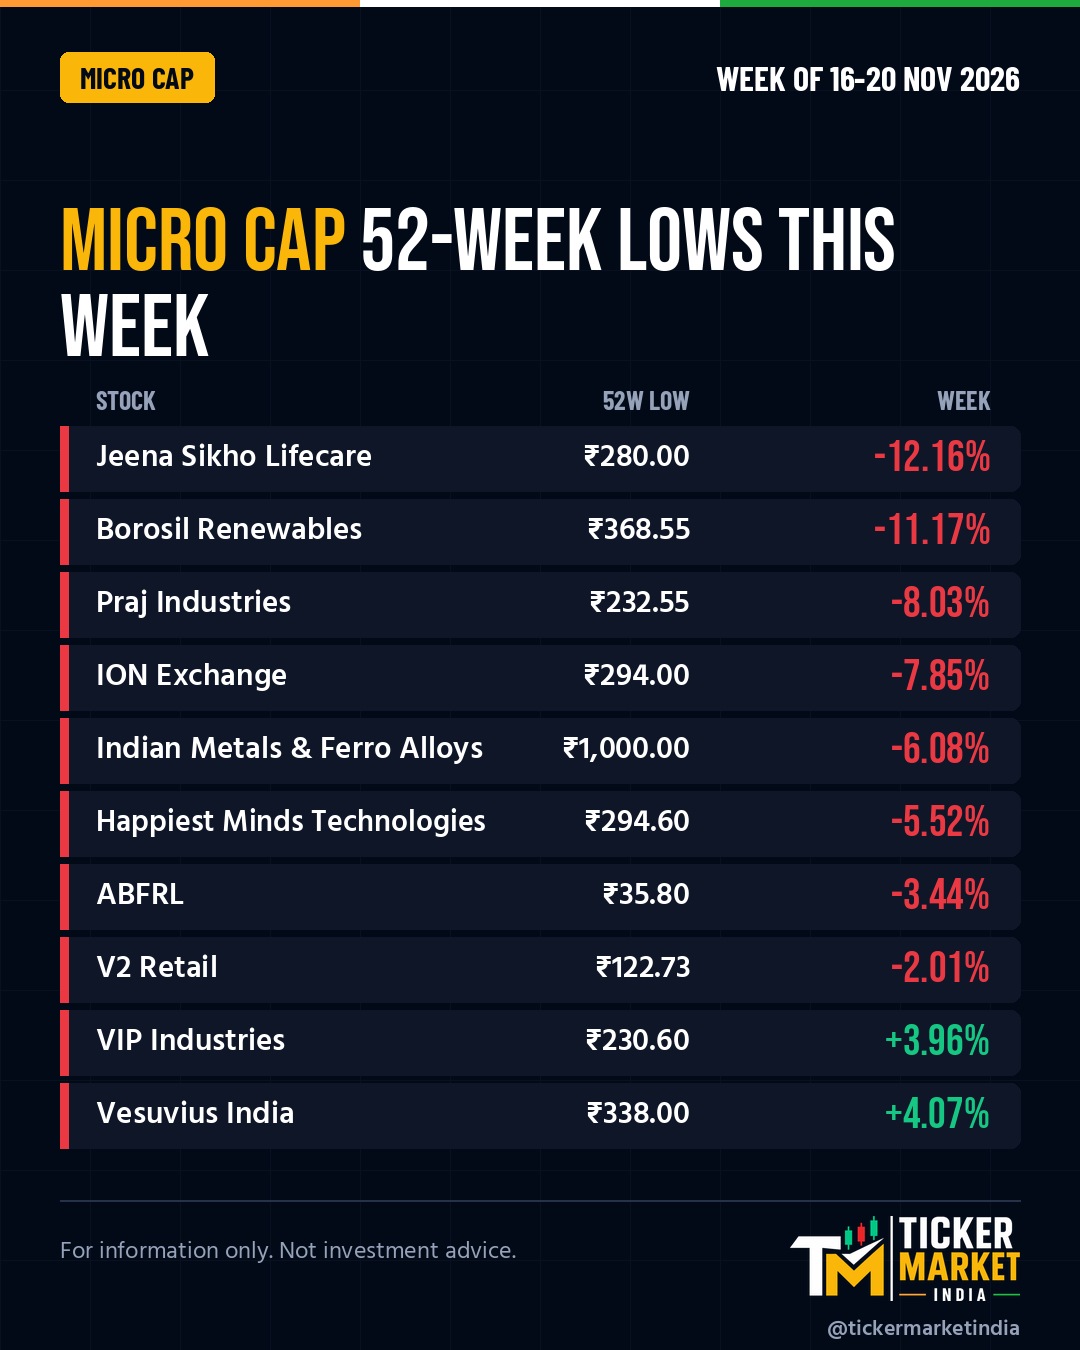 MICRO CAP
WEEK OF 16-20 NOV 2026
MICRO CAP 52-WEEK LOWS THIS
WEEK
STOCK 52W LOW WEEK
Jeena Sikho Lifecare ₹280.00 -12.16%
Borosil Renewables ₹368.55 -11.17%
Praj Industries ₹232.55 -8.03%
ION Exchange ₹294.00 -7.85%
Indian Metals & Ferro Alloys ₹1,000.00 -6.08%
Happiest Minds Technologies ₹294.60 -5.52%
ABFRL ₹35.80 -3.44%
V2 Retail ₹122.73 -2.01%
VIP Industries ₹230.60 +3.96%
Vesuvius India ₹338.00 +4.07%
For information only. Not investment advice.
TM
TICKER
MARKET
INDIA
@tickermarketindia